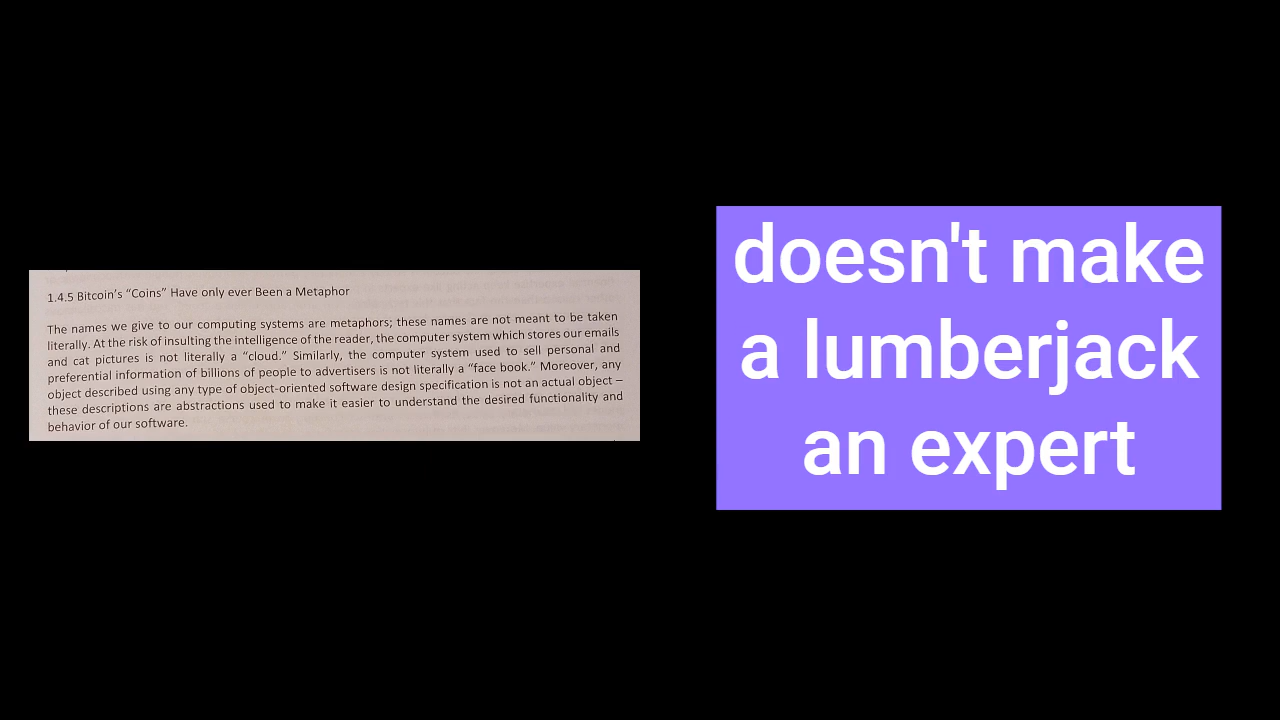 1.4.5 Bitcoin's “Coins” Have only ever Been a Metaphor
The names we give to our computing systems are metaphors; these names are not meant to be taken
literally. At the risk of insulting the intelligence of the reader, the computer system which stores our emails
and cat pictures is not literally a “cloud.” Similarly, the computer system used to sell personal and
preferential information of billions of people to advertisers is not literally a “face book.” Moreover, any
object described using any type of object-oriented software design specification is not an actual object –
these descriptions are abstractions used to make it easier to understand the desired functionality and
behavior of our software.
doesn't make
a lumberjack
an expert